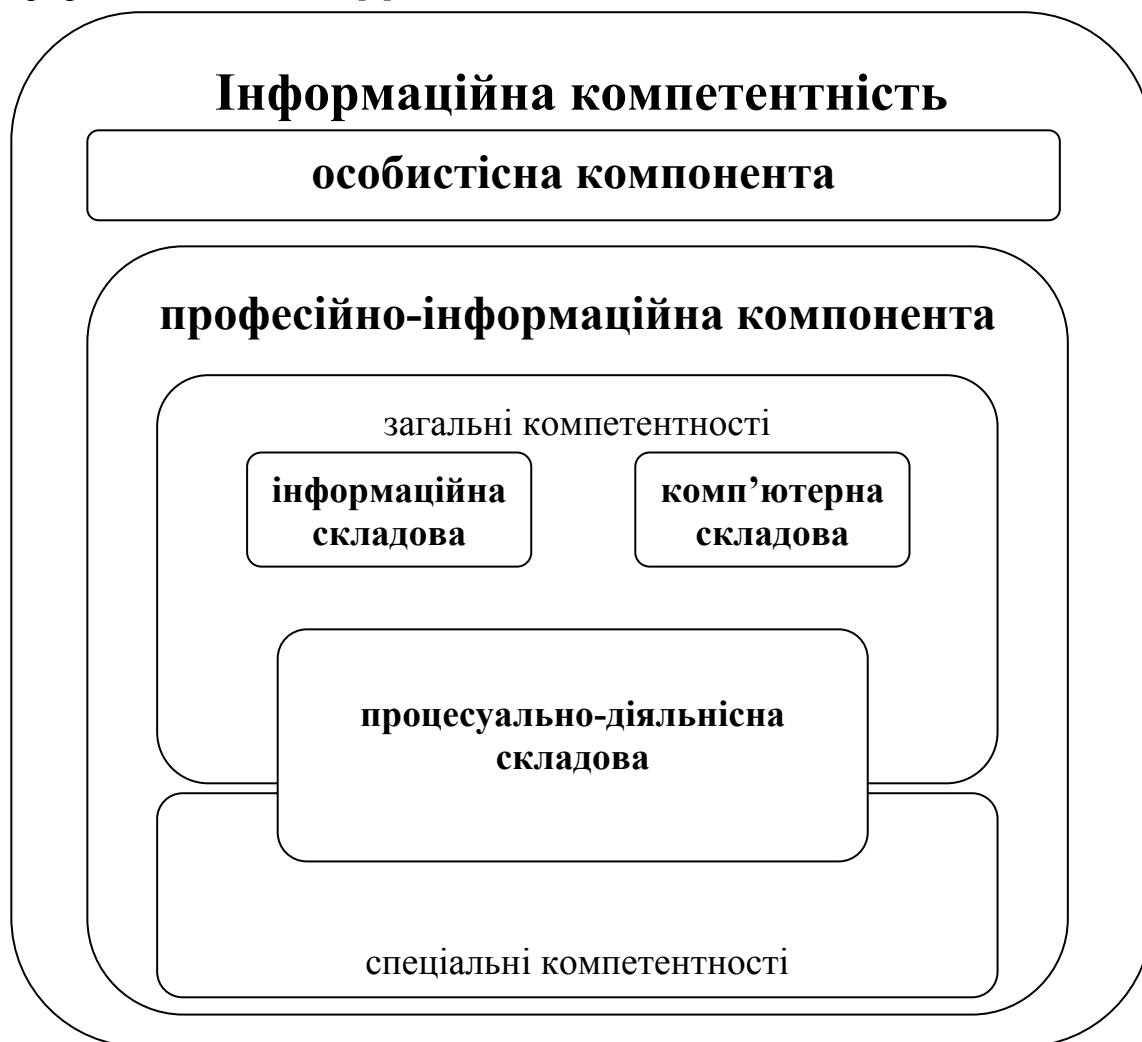 Інформаційна компетентність
особистісна компонента
професійно-інформаційна компонента
загальні компетентності
інформаційна
складова
комп’ютерна
складова
процесуально-діяльнісна
складова
спеціальні компетентності